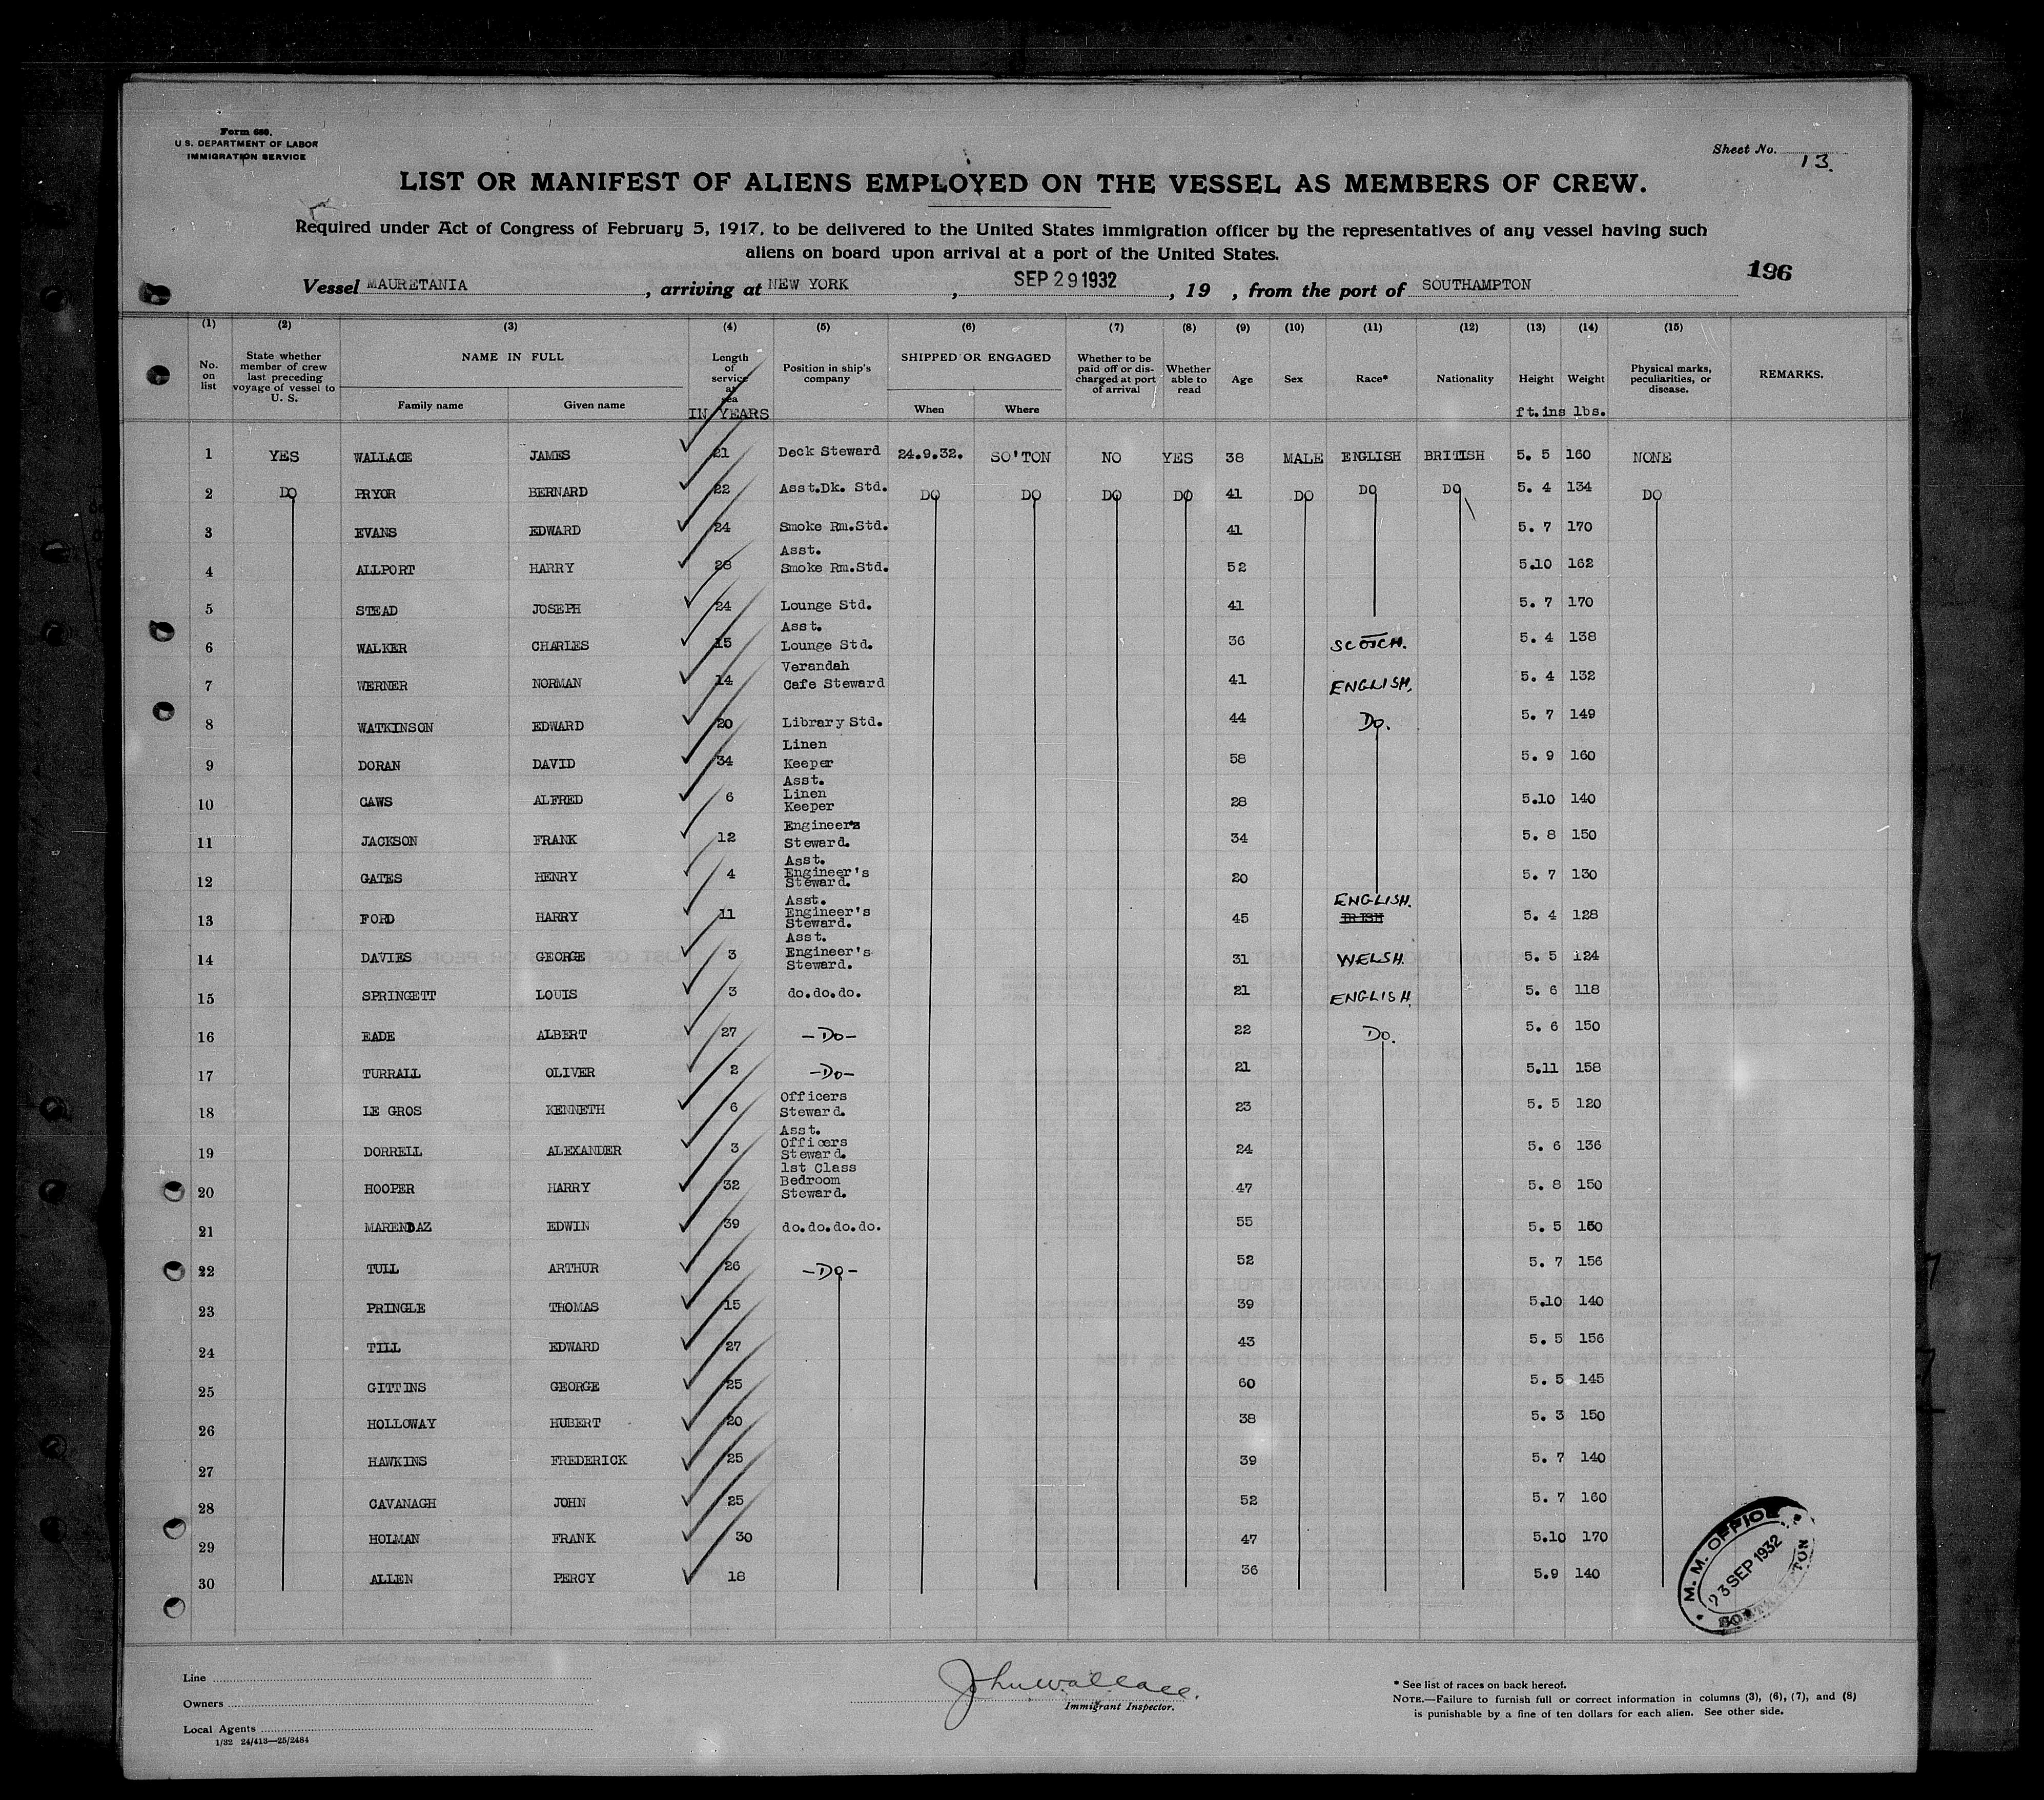 Form 680.
U. S. DEPARTMENT OF LABOR
IMMIGRATION SERVICE
Sheet No. 13.
LIST OR MANIFEST OF ALIENS EMPLOYED ON THE VESSEL AS MEMBERS OF CREW.
Required under Act of Congress of February 5, 1917, to be delivered to the United States immigration officer by the representatives of any vessel having such
aliens on board upon arrival at a port of the United States.
196
Vessel MAURETANIA, arriving at NEW YORK, SEP 29 1932, 19 , from the port of SOUTHAMPTON
(1) (2) (3) (4) (5) (6) (7) (8) (9) (10) (11) (12) (13) (14) (15)
No. on list | State whether member of crew last preceding voyage of vessel to U. S. | NAME IN FULL | Length of service at sea | Position in ship's company | SHIPPED OR ENGAGED | Whether to be paid off or discharged at port of arrival | Whether able to read | Age | Sex | Race* | Nationality | Height | Weight | Physical marks, peculiarities, or disease. | REMARKS.
Family name | Given name | IN YEARS | When | Where | ft.ins lbs.
1 YES WALLACE JAMES 21 Deck Steward 24.9.32. SO'TON NO YES 38 MALE ENGLISH BRITISH 5. 5 160 NONE
2 DO PRYOR BERNARD 22 Asst.Dk. Std. DO DO DO DO 41 DO DO DO 5. 4 134 DO
3 EVANS EDWARD 24 Smoke Rm.Std. 41 5. 7 170
4 ALLPORT HARRY 28 Asst. Smoke Rm.Std. 52 5.10 162
5 STEAD JOSEPH 24 Lounge Std. 41 5. 7 170
6 WALKER CHARLES 15 Asst. Lounge Std. 36 SCOTCH. 5. 4 138
7 WERNER NORMAN 14 Verandah Cafe Steward 41 ENGLISH. 5. 4 132
8 WATKINSON EDWARD 20 Library Std. 44 Do. 5. 7 149
9 DORAN DAVID 34 Linen Keeper 58 5. 9 160
10 CAWS ALFRED 6 Asst. Linen Keeper 28 5.10 140
11 JACKSON FRANK 12 Engineer's Steward. 34 5. 8 150
12 GATES HENRY 4 Asst. Engineer's Steward. 20 5. 7 130
13 FORD HARRY 11 Asst. Engineer's Steward. 45 ENGLISH. IRISH 5. 4 128
14 DAVIES GEORGE 3 Asst. Engineer's Steward. 31 WELSH. 5. 5 124
15 SPRINGETT LOUIS 3 do.do.do. 21 ENGLISH. 5. 6 118
16 EADE ALBERT 27 -Do- 22 Do. 5. 6 150
17 TURRALL OLIVER 2 -Do- 21 5.11 158
18 LE GROS KENNETH 6 Officers Steward. 23 5. 5 120
19 DORRELL ALEXANDER 3 Asst. Officers Steward. 24 5. 6 136
20 HOOPER HARRY 32 1st Class Bedroom Steward. 47 5. 8 150
21 MARENDAZ EDWIN 39 do.do.do.do. 55 5. 5 150
22 TULL ARTHUR 26 -DO- 52 5. 7 156
23 PRINGLE THOMAS 15 39 5.10 140
24 TILL EDWARD 27 43 5. 5 156
25 GITTINS GEORGE 25 60 5. 5 145
26 HOLLOWAY HUBERT 20 38 5. 3 150
27 HAWKINS FREDERICK 25 39 5. 7 140
28 CAVANAGH JOHN 25 52 5. 7 160
29 HOLMAN FRANK 30 47 5.10 170
30 ALLEN PERCY 18 36 5.9 140
M. M. OFFICE
23 SEP 1932
SOUTHAMPTON
Line
Owners
Local Agents
1/32 24/413—25/2484
John Wallace.
Immigrant Inspector.
* See list of races on back hereof.
NOTE.—Failure to furnish full or correct information in columns (3), (6), (7), and (8)
is punishable by a fine of ten dollars for each alien. See other side.